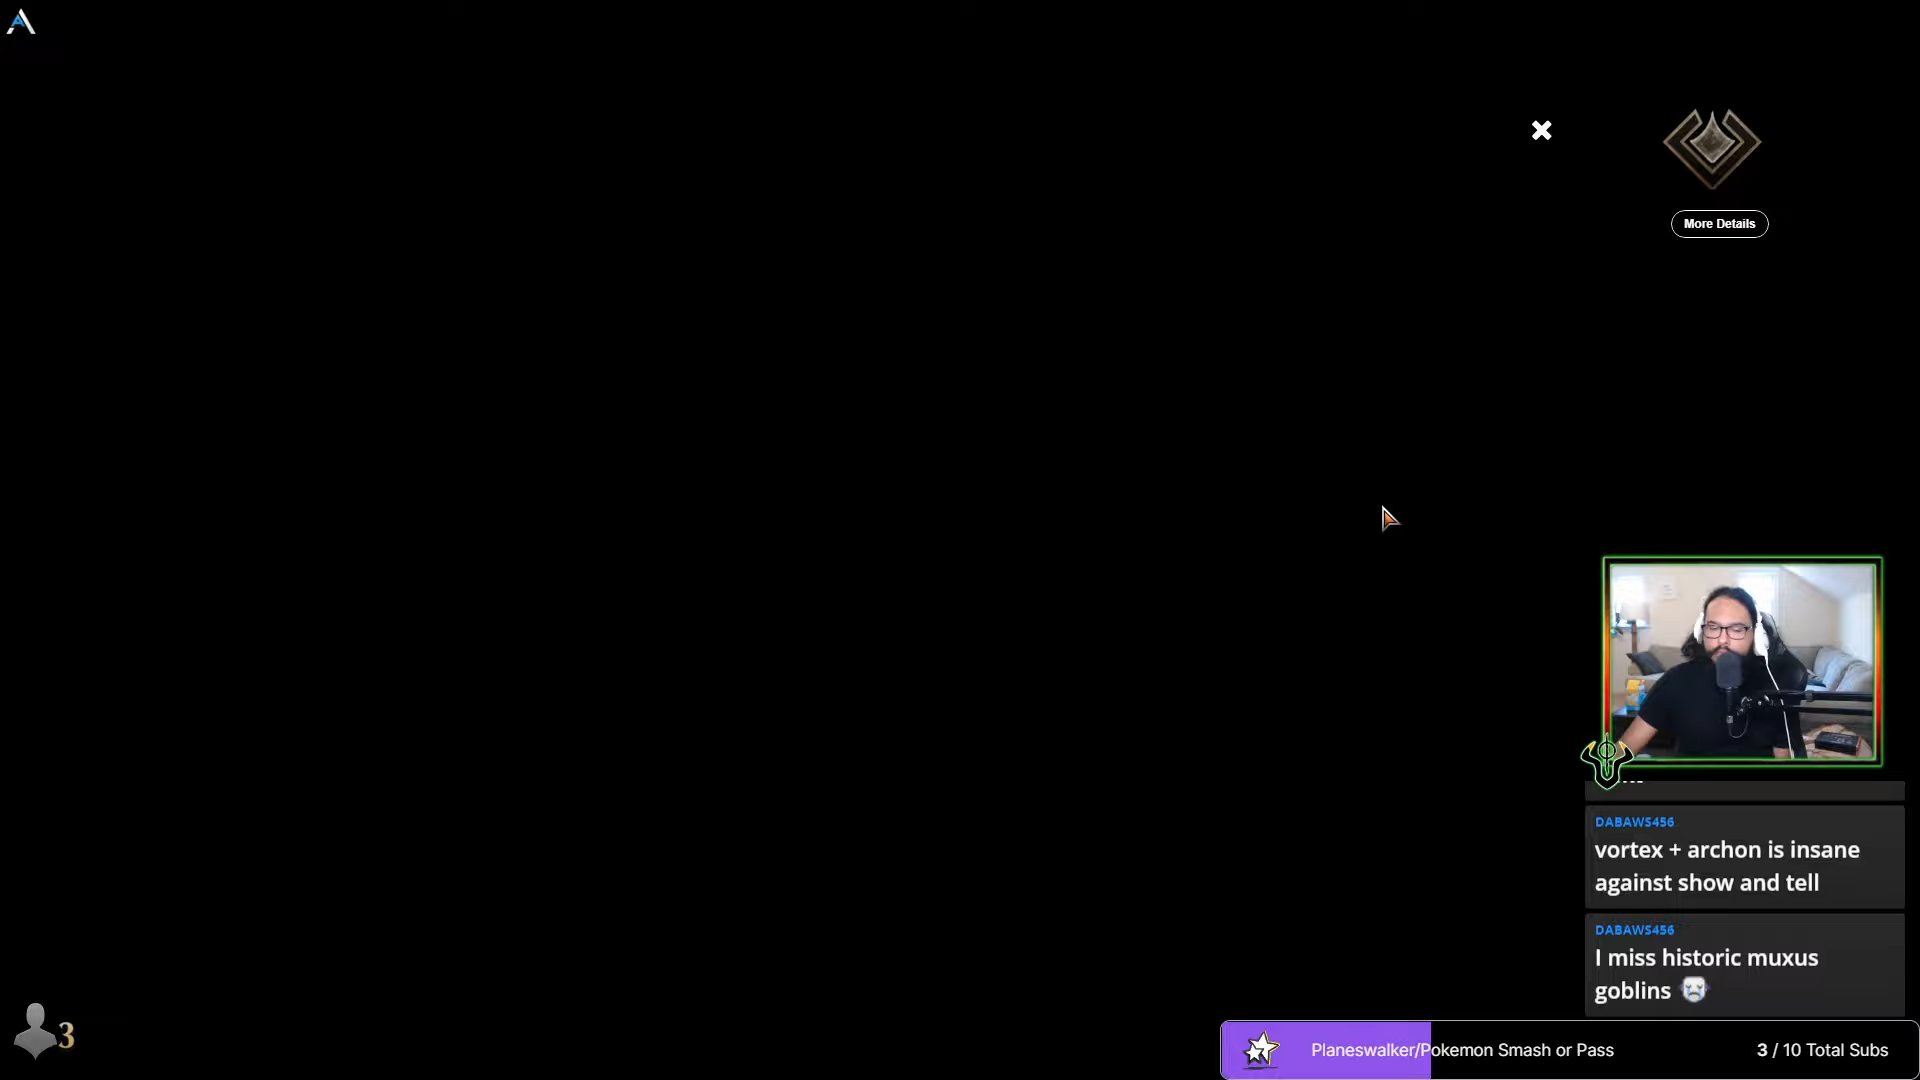 More Details
DABAWS456
vortex + archon is insane
against show and tell
DABAWS456
I miss historic muxus
goblins
3
Planeswalker/Pokemon Smash or Pass
3 / 10 Total Subs